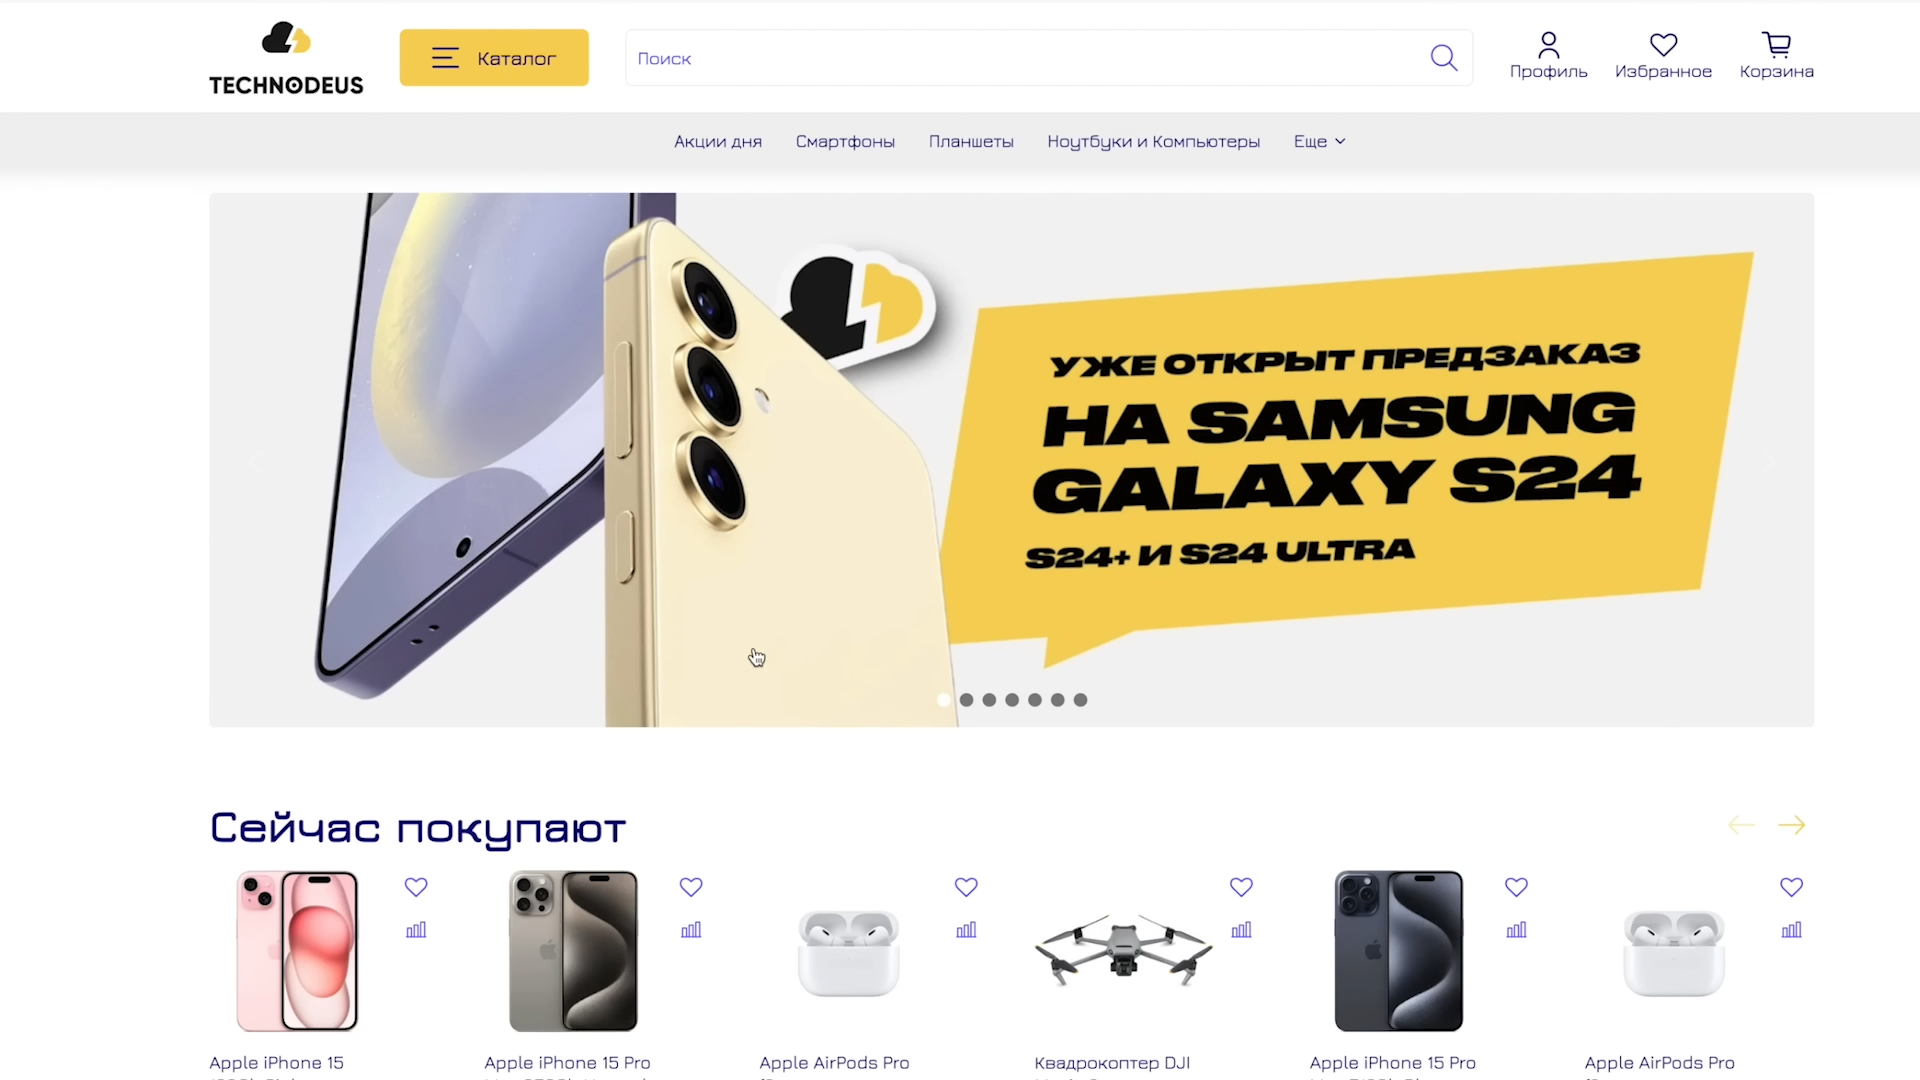 TECHNODEUS
Каталог
Поиск
Профиль
Избранное
Корзина
Акции дня
Смартфоны
Планшеты
Ноутбуки и Компьютеры
Еще
УЖЕ ОТКРЫТ ПРЕДЗАКАЗ
НА SAMSUNG
GALAXY S24
S24+ И S24 ULTRA
Сейчас покупают
Apple iPhone 15
Apple iPhone 15 Pro
Apple AirPods Pro
Квадрокоптер DJI
Apple iPhone 15 Pro
Apple AirPods Pro